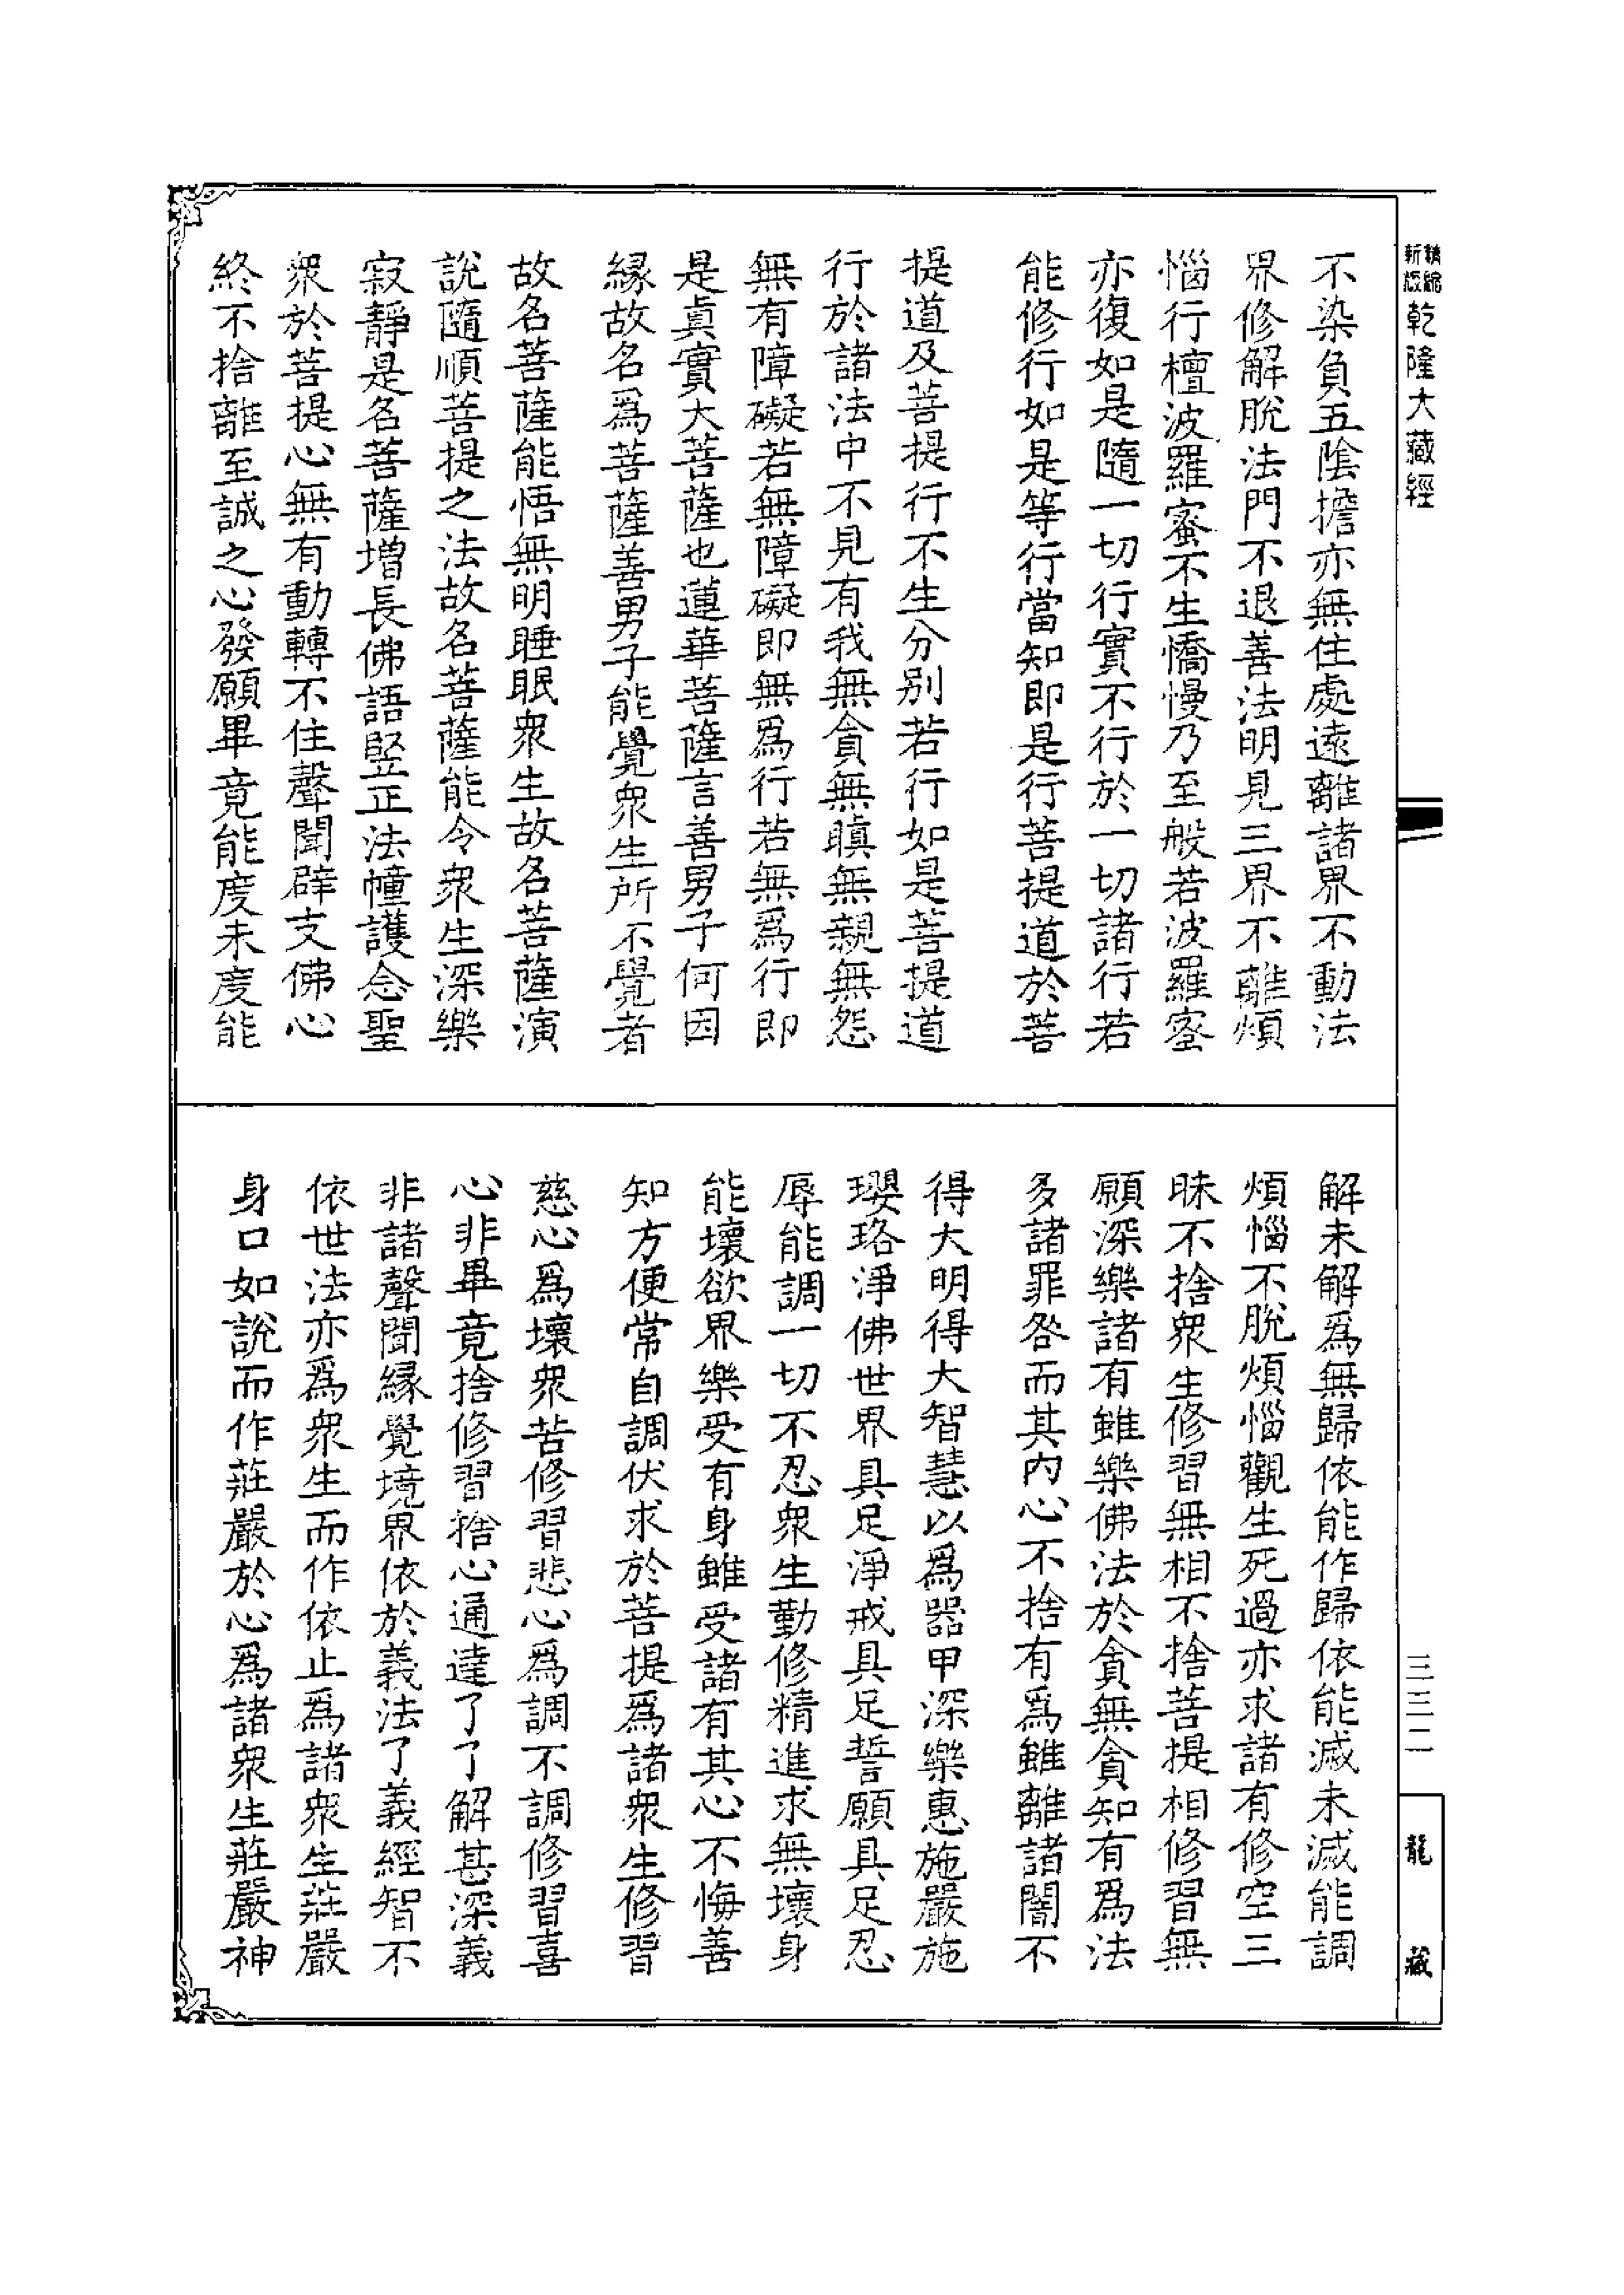 新版精縮乾隆大藏經
不染負五陰擔亦無住處遠離諸界不動法
界修解脫法門不退善法明見三界不離煩
惱行檀波羅蜜不生憍慢乃至般若波羅蜜
亦復如是隨一切行實不行於一切諸行若
能修行如是等行當知即是行菩提道於菩
提道及菩提行不生分別若行如是菩提道
行於諸法中不見有我無貪無瞋無親無怨
無有障礙若無障礙即無爲行若無爲行即
是眞實大菩薩也蓮華菩薩言善男子何因
緣故名爲菩薩善男子能覺衆生所不覺者
故名菩薩能悟無明睡眠衆生故名菩薩演
說隨順菩提之法故名菩薩能令衆生深樂
寂靜是名菩薩增長佛語竪正法幢護念聖
衆於菩提心無有動轉不住聲聞辟支佛心
終不捨離至誠之心發願畢竟能度未度能
解未解爲無歸依能作歸依能滅未滅能調
煩惱不脫煩惱觀生死過亦求諸有修空三
昧不捨衆生修習無相不捨菩提相修習無
願深樂諸有雖樂佛法於貪無貪知有爲法
多諸罪咎而其內心不捨有爲雖離諸闇不
得大明得大智慧以爲器甲深樂惠施嚴施
瓔珞淨佛世界具足淨戒具足誓願具足忍
辱能調一切不忍衆生勤修精進求無壞身
能壞欲界樂受有身雖受諸有其心不悔善
知方便常自調伏求於菩提爲諸衆生修習
慈心爲壞衆苦修習悲心爲調不調修習喜
心非畢竟捨修習捨心通達了了解甚深義
非諸聲聞緣覺境界依於義法了義經智不
依世法亦爲衆生而作依止爲諸衆生莊嚴
身口如說而作莊嚴於心爲諸衆生莊嚴神
三三二
龍藏